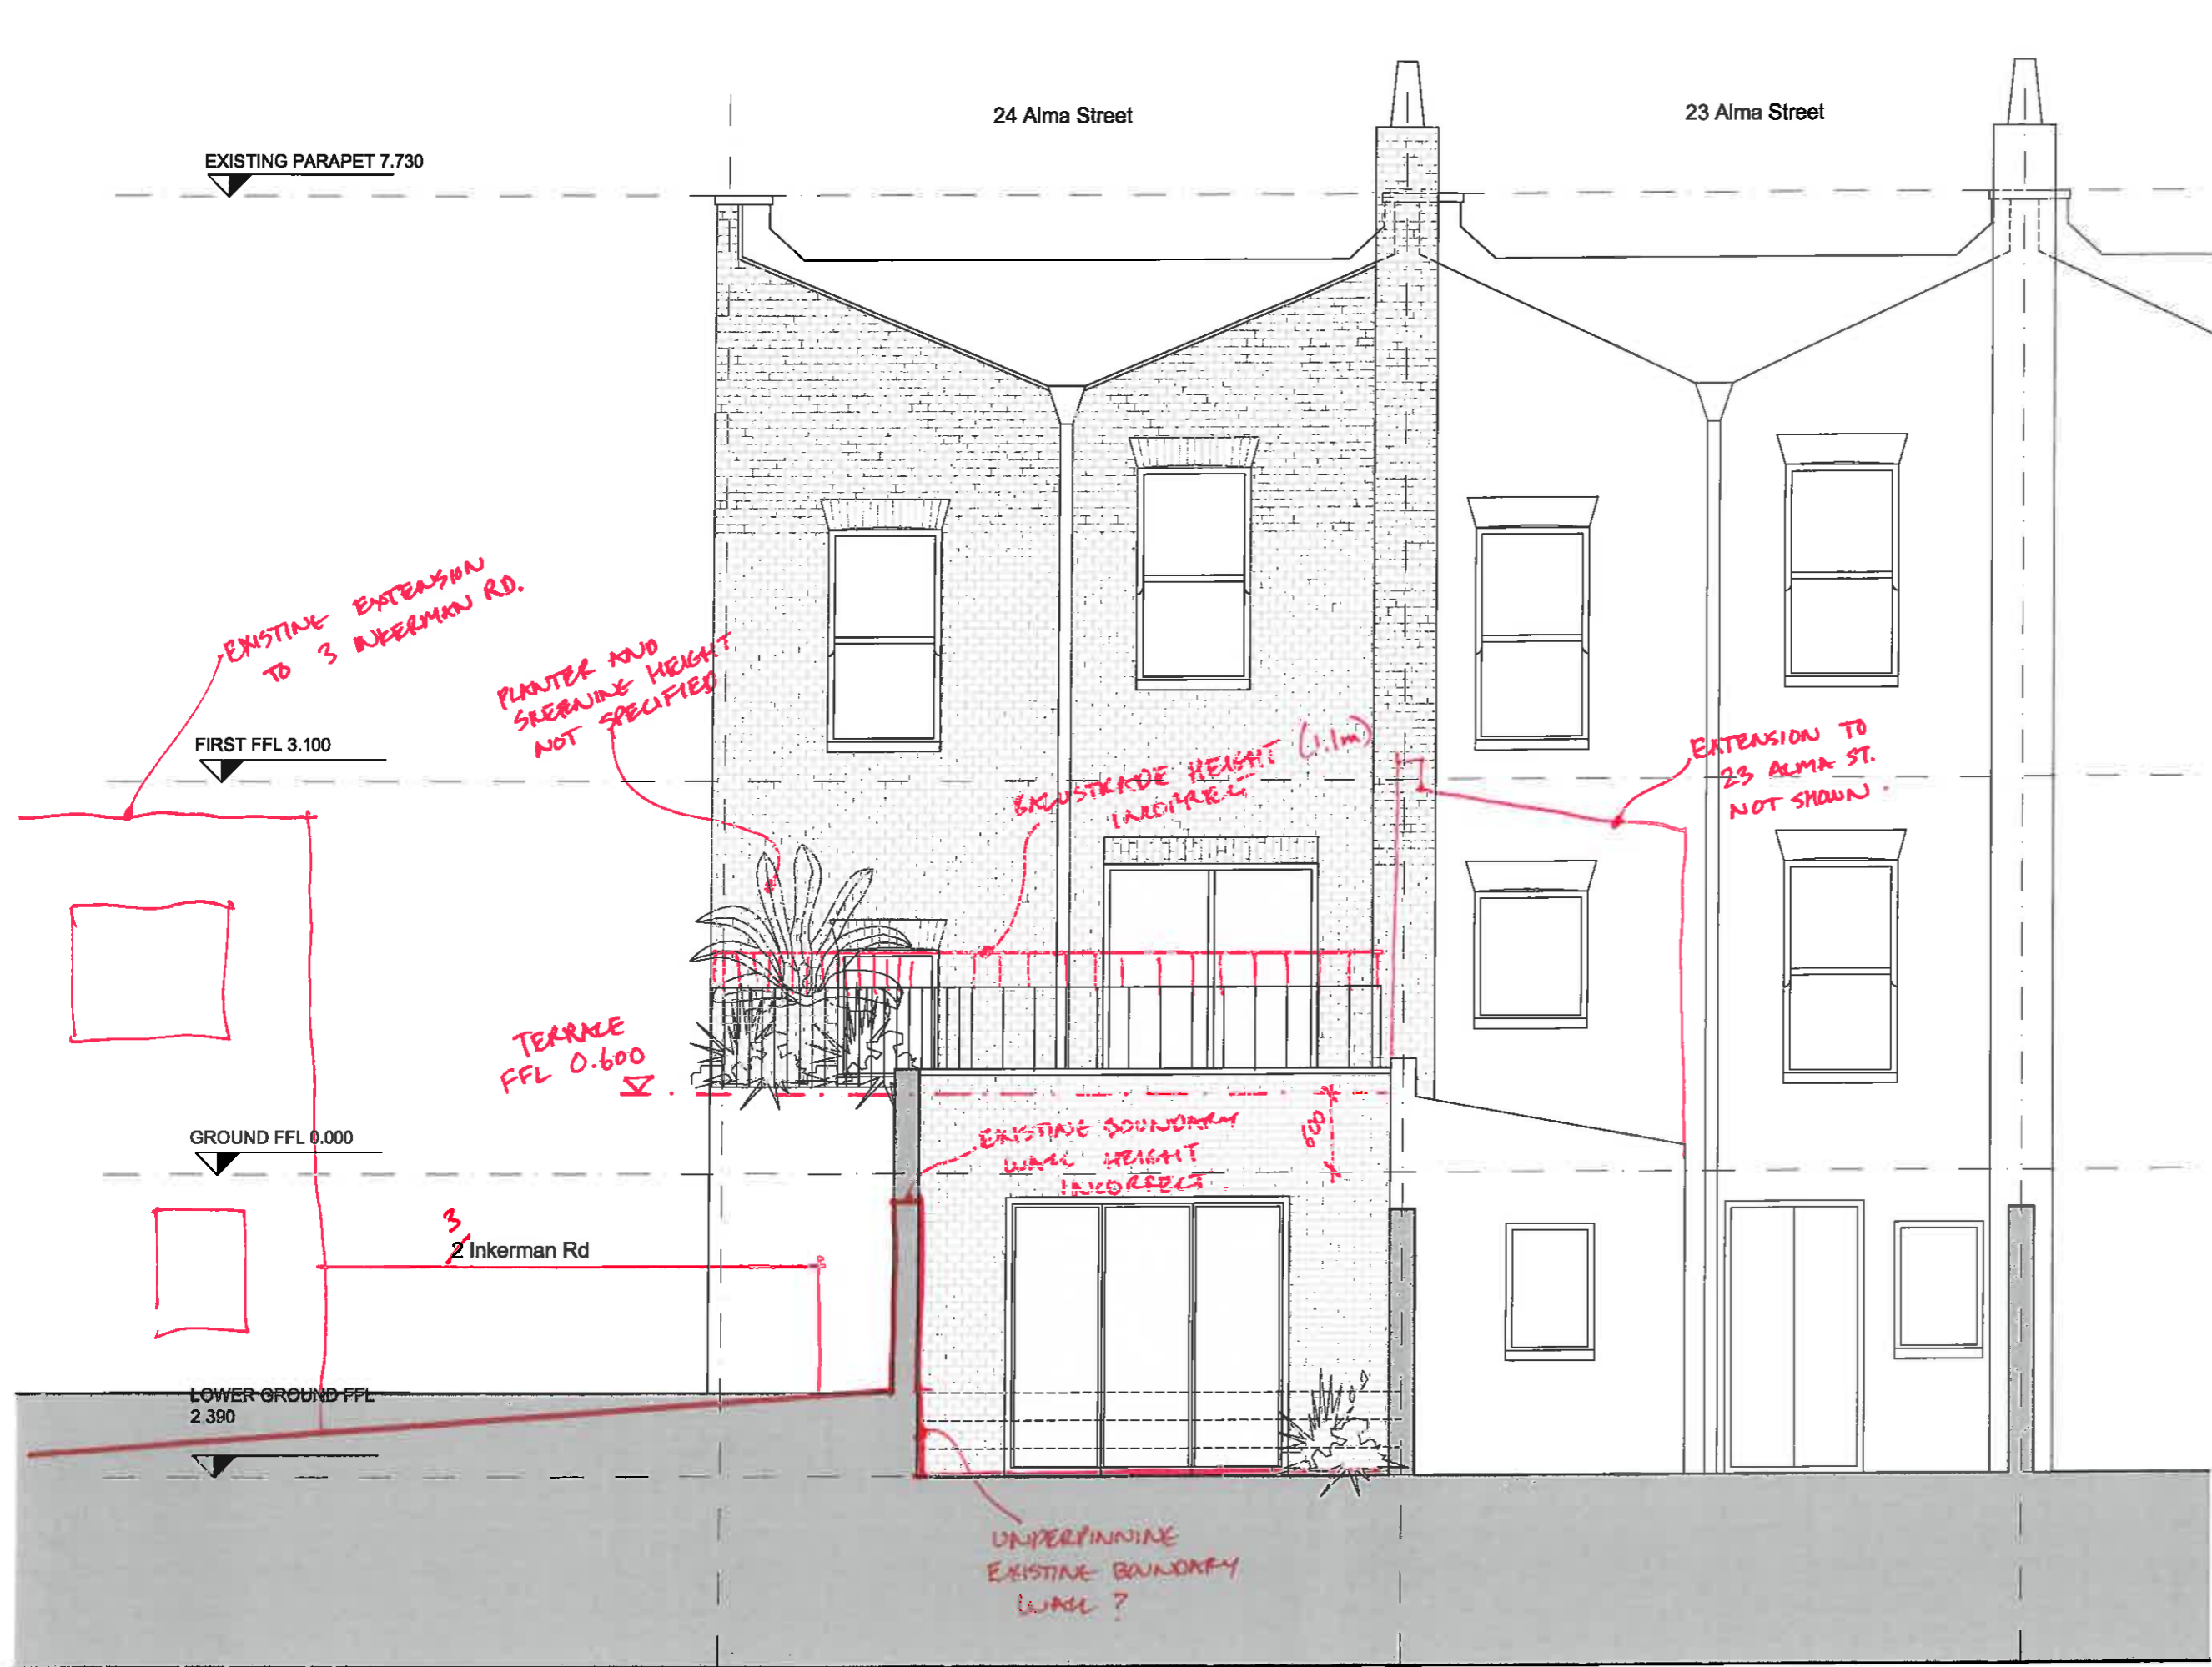 24 Alma Street
23 Alma Street
EXISTING PARAPET 7.730
EXISTING EXTENSION
TO 3 INKERMAN RD.
PLANTER AND
SREENING HEIGHT
NOT SPECIFIED
FIRST FFL 3.100
BALUSTRADE HEIGHT (1.1m)
INCORRECT
EXTENSION TO
23 ALMA ST.
NOT SHOWN.
TERRACE
FFL 0.600
GROUND FFL 0.000
EXISTING BOUNDARY
WALL HEIGHT
INCORRECT
600
3
2 Inkerman Rd
LOWER GROUND FFL
2.390
UNDERPINNING
EXISTING BOUNDARY
WALL ?